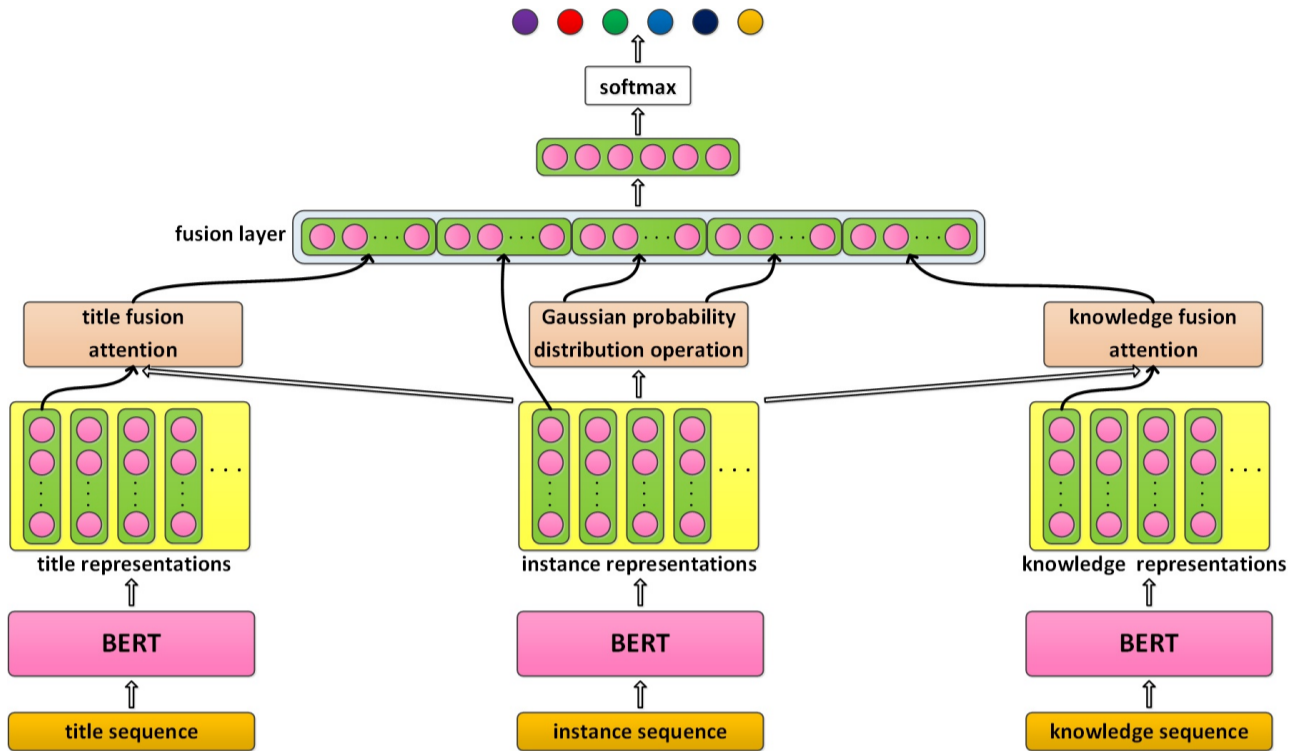 softmax
fusion layer
title fusion
attention
Gaussian probability
distribution operation
knowledge fusion
attention
title representations
instance representations
knowledge representations
BERT
BERT
BERT
title sequence
instance sequence
knowledge sequence